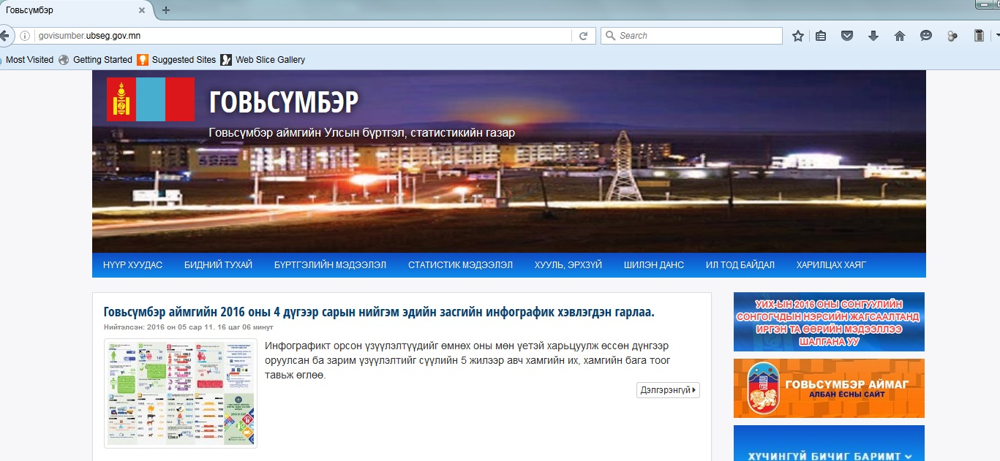 Говьсүмбэр
govisumber.ubseg.gov.mn
Search
Most Visited Getting Started Suggested Sites Web Slice Gallery
ГОВЬСҮМБЭР
Говьсүмбэр аймгийн Улсын бүртгэл, статистикийн газар
НҮҮР ХУУДАС БИДНИЙ ТУХАЙ БҮРТГЭЛИЙН МЭДЭЭЛЭЛ СТАТИСТИК МЭДЭЭЛЭЛ ХУУЛЬ, ЭРХЗҮЙ ШИЛЭН ДАНС ИЛ ТОД БАЙДАЛ ХАРИЛЦАХ ХАЯГ
Говьсүмбэр аймгийн 2016 оны 4 дүгээр сарын нийгэм эдийн засгийн инфографик хэвлэгдэн гарлаа.
Нийтэлсэн: 2016 он 05 сар 11. 16 цаг 06 минут
Инфографикт орсон үзүүлэлтүүдийг өмнөх оны мөн үетэй харьцуулж өссөн дүнгээр
оруулсан ба зарим үзүүлэлтийг сүүлийн 5 жилээр авч хамгийн их, хамгийн бага тоог
тавьж өглөө.
Дэлгэрэнгүй
УИХ-ЫН 2016 ОНЫ СОНГУУЛИЙН
СОНГОГЧДЫН НЭРСИЙН ЖАГСААЛТАНД
ИРГЭН ТА ӨӨРИЙН МЭДЭЭЛЛЭЭ
ШАЛГАНА УУ
ГОВЬСҮМБЭР АЙМАГ
АЛБАН ЁСНЫ САЙТ
ХҮЧИНГҮЙ БИЧИГ БАРИМТ